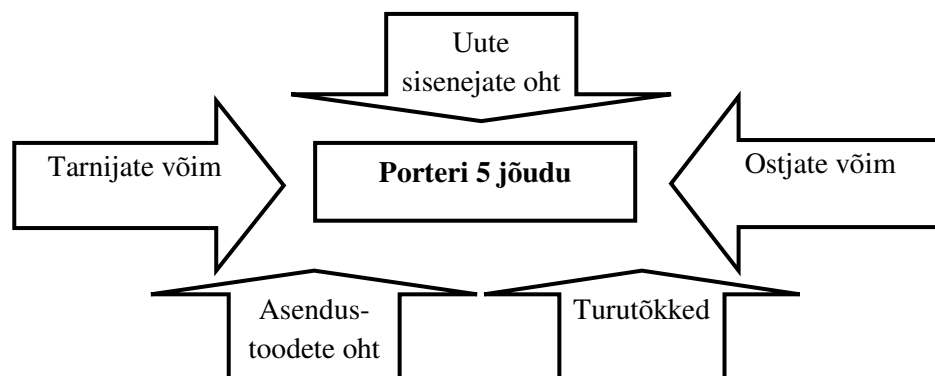 Uute
sisenejate oht
Tarnijate võim
Porteri 5 jõudu
Ostjate võim
Asendus-
toodete oht
Turutõkked